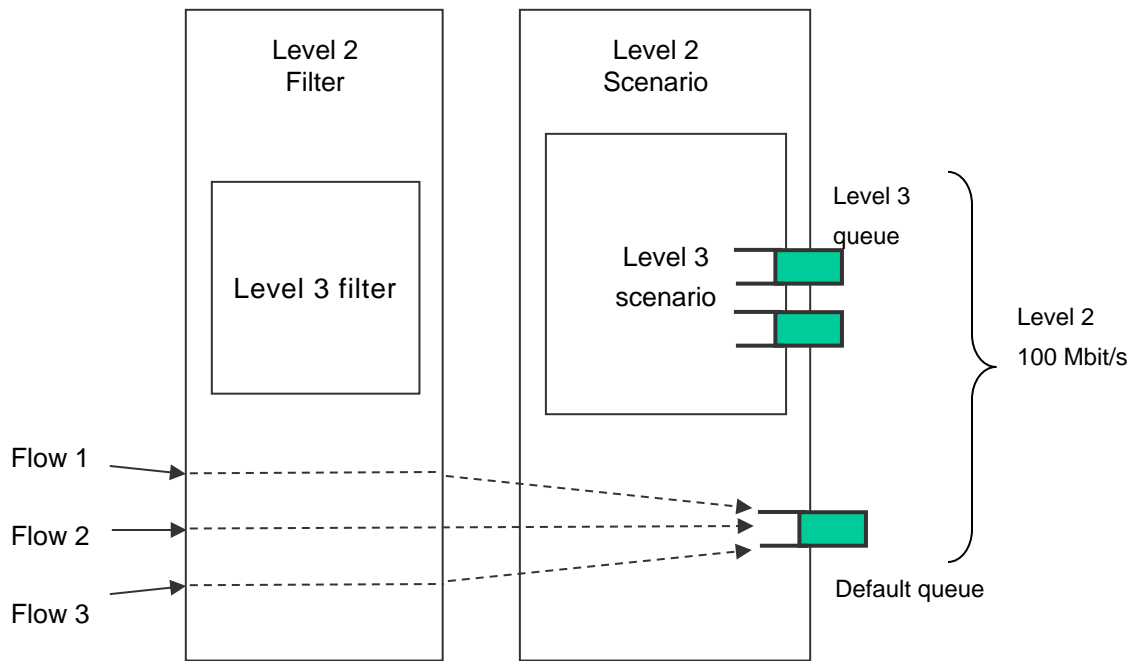 Level 2
Filter
Level 2
Scenario
Level 3 filter
Level 3
scenario
Level 3
queue
Level 2
100 Mbit/s
Flow 1
Flow 2
Flow 3
Default queue